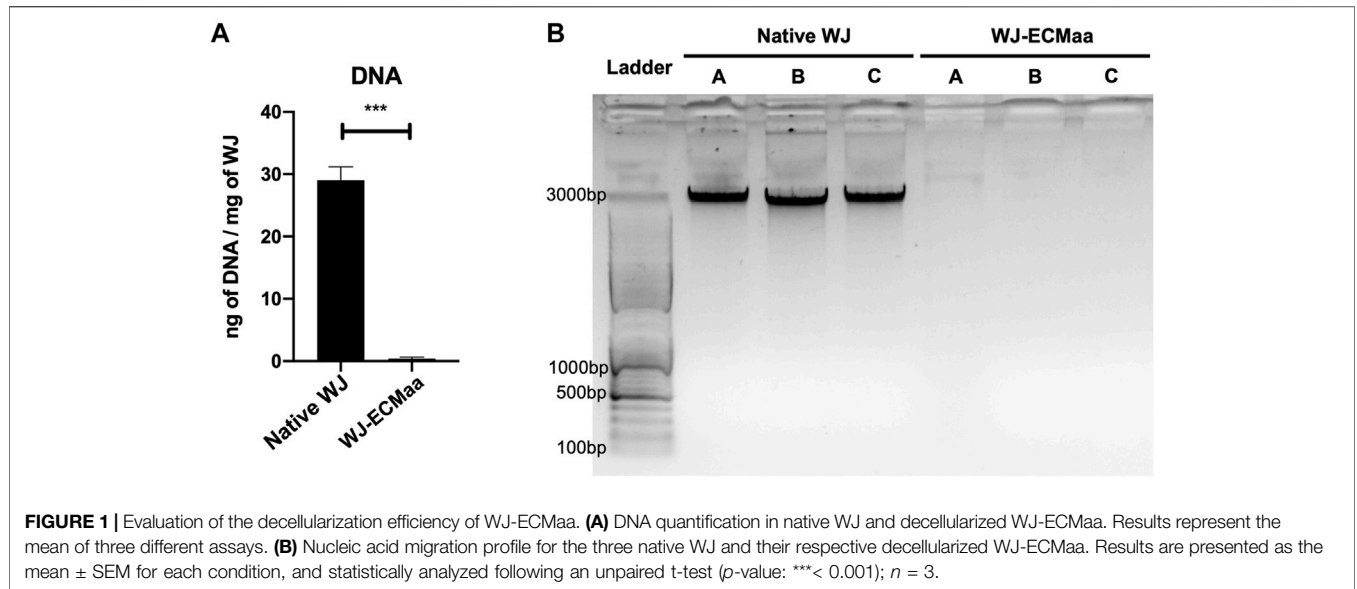 A
DNA
***
ng of DNA / mg of WJ
40
30
20
10
0
Native WJ
WJ-ECMaa
B
Native WJ
WJ-ECMaa
Ladder
A
B
C
A
B
C
3000bp
1000bp
500bp
100bp
FIGURE 1 | Evaluation of the decellularization efficiency of WJ-ECMaa. (A) DNA quantification in native WJ and decellularized WJ-ECMaa. Results represent the
mean of three different assays. (B) Nucleic acid migration profile for the three native WJ and their respective decellularized WJ-ECMaa. Results are presented as the
mean ± SEM for each condition, and statistically analyzed following an unpaired t-test (p-value: ***< 0.001); n = 3.